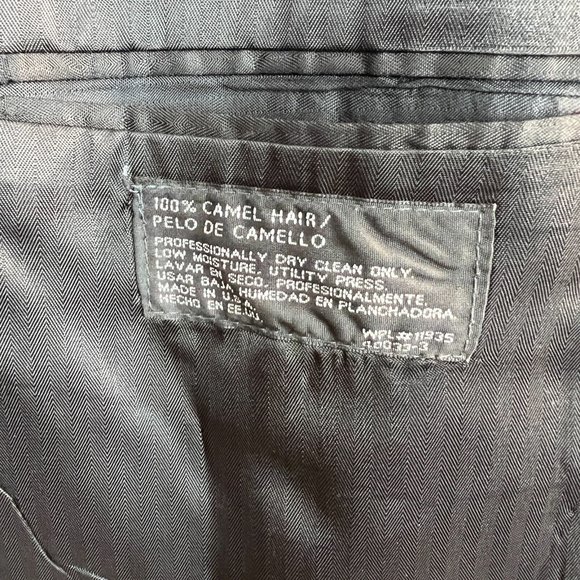 100% CAMEL HAIR/
PELO DE CAMELLO
PROFESSIONALLY DRY CLEAN ONLY.
LOW MOISTURE, UTILITY PRESS.
LAVAR EN SECO. PROFESIONALMENTE.
USAR BAJA HUMEDAD EN PLANCHADORA.
MADE IN U.S.A.
HECHO EN EE.UU.
WPL# 11935